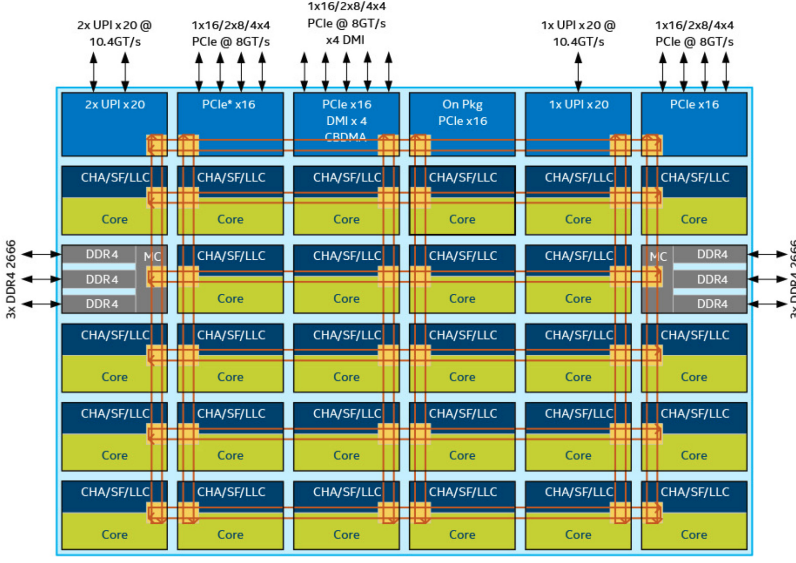 2x UPI x20 @
10.4GT/s
1x16/2x8/4x4
PCIe @ 8GT/s
1x16/2x8/4x4
PCIe @ 8GT/s
x4 DMI
1x UPI x20 @
10.4GT/s
1x16/2x8/4x4
PCIe @ 8GT/s
2x UPI x20
PCIe* x16
PCIe x16
DMI x 4
CBDMA
On Pkg
PCIe x16
1x UPI x20
PCIe x16
CHA/SF/LLC
CHA/SF/LLC
CHA/SF/LLC
CHA/SF/LLC
CHA/SF/LLC
CHA/SF/LLC
Core
Core
Core
Core
Core
Core
3x DDR4 2666
DDR4
DDR4
DDR4
MC
CHA/SF/LLC
CHA/SF/LLC
CHA/SF/LLC
CHA/SF/LLC
Core
Core
Core
Core
MC
DDR4
DDR4
DDR4
3x DDR4 2666
CHA/SF/LLC
CHA/SF/LLC
CHA/SF/LLC
CHA/SF/LLC
CHA/SF/LLC
CHA/SF/LLC
Core
Core
Core
Core
Core
Core
CHA/SF/LLC
CHA/SF/LLC
CHA/SF/LLC
CHA/SF/LLC
CHA/SF/LLC
CHA/SF/LLC
Core
Core
Core
Core
Core
Core
CHA/SF/LLC
CHA/SF/LLC
CHA/SF/LLC
CHA/SF/LLC
CHA/SF/LLC
CHA/SF/LLC
Core
Core
Core
Core
Core
Core